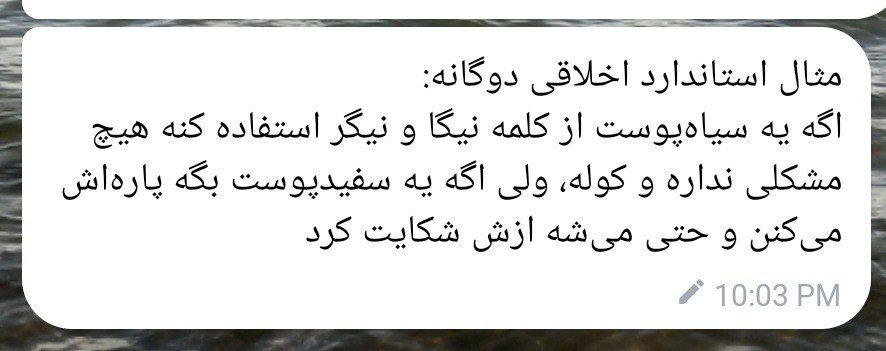 مثال استاندارد اخلاقی دوگانه:
اگه یه سیاه‌پوست از کلمه نیگا و نیگر استفاده کنه هیچ
مشکلی نداره و کوله، ولی اگه یه سفیدپوست بگه پاره‌اش
می‌کنن و حتی می‌شه ازش شکایت کرد
10:03 PM